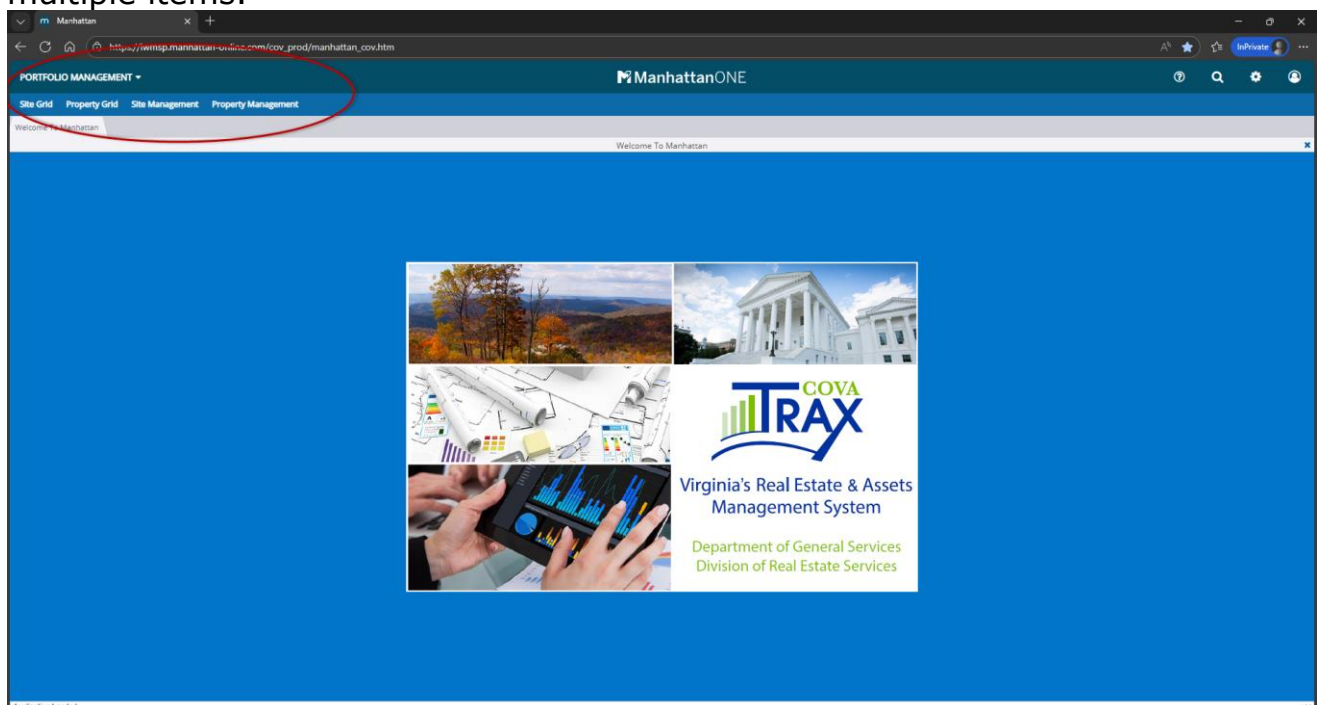 multiple items.
Manhattan
https://iwmsp.manhattan-online.com/cov_prod/manhattan_cov.htm
InPrivate
PORTFOLIO MANAGEMENT
ManhattanONE
Site Grid Property Grid Site Management Property Management
Welcome To Manhattan
Welcome To Manhattan
COVA
TRAX
Virginia's Real Estate & Assets
Management System
Department of General Services
Division of Real Estate Services